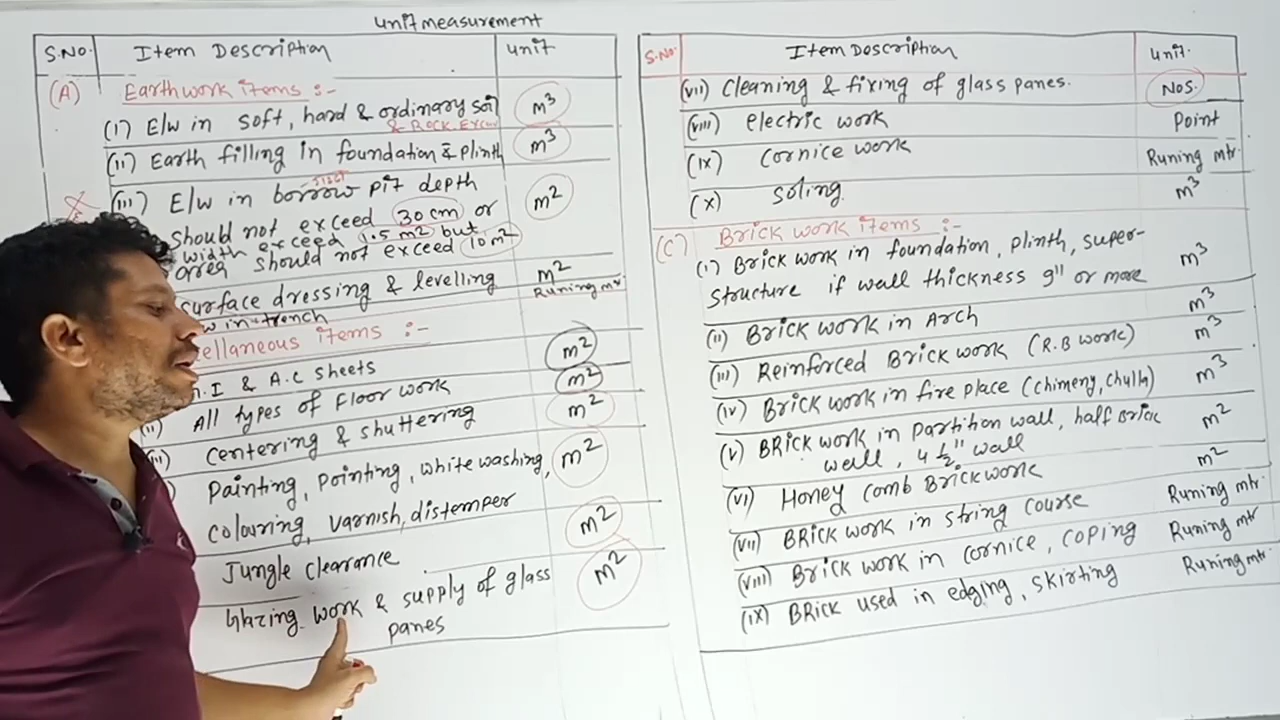 Unit measurement
S.No. Item Description Unit
(A) Earthwork items :-
(i) E/w in soft, hard & ordinary soil m³
& Rock
(ii) Earth filling in foundation & Plinth m³
(iii) E/w in borrow pit depth m²
should not exceed 30 cm or
width exceed 1.5 m2 but
area should not exceed 10 m²
surface dressing & levelling m²
in trench Runing mtr
ellaneous items :-
I & A.C Sheets m²
(ii) All types of Floor work m²
(iii) Centering & shuttering m²
Painting, Pointing, white washing, m²
Colouring, Varnish, distemper
Jungle clearance m²
Glazing work & supply of glass m²
panes
S.No. Item Description Unit.
(vii) Cleaning & fixing of glass panes. Nos.
(viii) electric work Point
(ix) Cornice work Runing mtr.
(x) Soling. m³
(C) Brick work items :-
(i) Brick work in foundation, plinth, super-
structure if wall thickness 9" or more m³
(ii) Brick work in Arch m³
(iii) Reinforced Brick work (R.B work) m³
(iv) Brick work in fire place (chimeny, chulla) m³
(v) BRick work in Partition wall, half brick m²
wall, 4 1/2" wall
(vi) Honey comb Brickwork m²
(vii) BRick work in string course Runing mtr.
(viii) Brick work in cornice, coping Runing mtr
(ix) BRick used in edging, skirting Runing mtr.